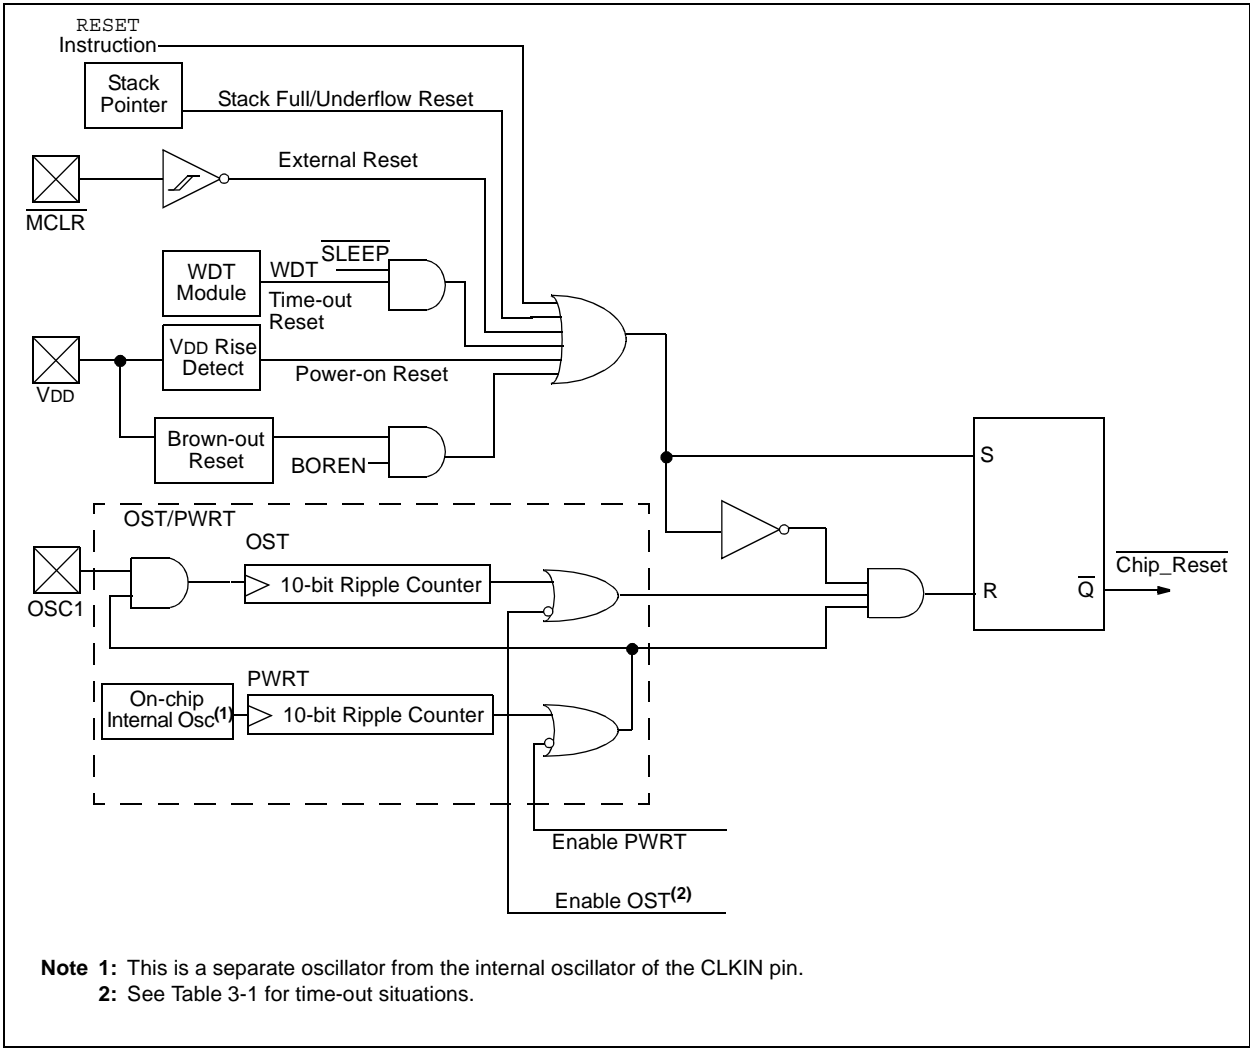 RESET
Instruction
Stack
Pointer
Stack Full/Underflow Reset
External Reset
MCLR
SLEEP
WDT
Module
WDT
Time-out
Reset
VDD Rise
Detect
VDD
Power-on Reset
Brown-out
Reset
BOREN
S
OST/PWRT
OST
10-bit Ripple Counter
OSC1
Chip_Reset
R
Q
PWRT
On-chip
Internal Osc(1)
10-bit Ripple Counter
Enable PWRT
Enable OST(2)
Note 1: This is a separate oscillator from the internal oscillator of the CLKIN pin.
2: See Table 3-1 for time-out situations.